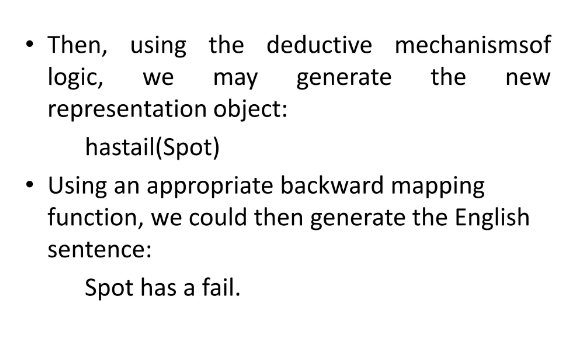 • Then, using the deductive mechanismsof
logic, we may generate the new
representation object:
hastail(Spot)
• Using an appropriate backward mapping
function, we could then generate the English
sentence:
Spot has a fail.